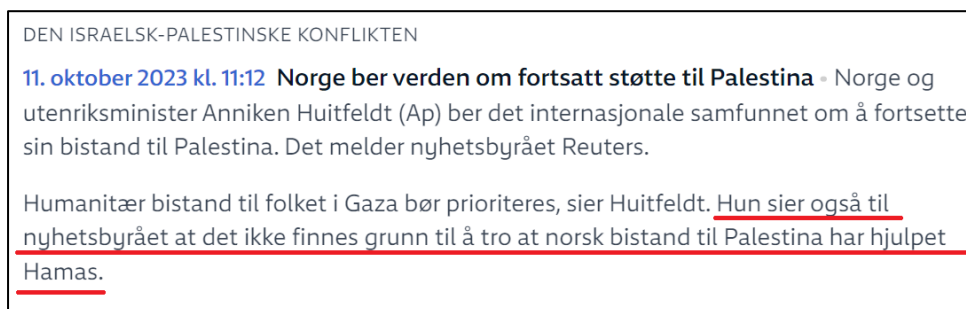 DEN ISRAELSK-PALESTINSKE KONFLIKTEN
11. oktober 2023 kl. 11:12 Norge ber verden om fortsatt støtte til Palestina • Norge og
utenriksminister Anniken Huitfeldt (Ap) ber det internasjonale samfunnet om å fortsette
sin bistand til Palestina. Det melder nyhetsbyrået Reuters.
Humanitær bistand til folket i Gaza bør prioriteres, sier Huitfeldt. Hun sier også til
nyhetsbyrået at det ikke finnes grunn til å tro at norsk bistand til Palestina har hjulpet
Hamas.